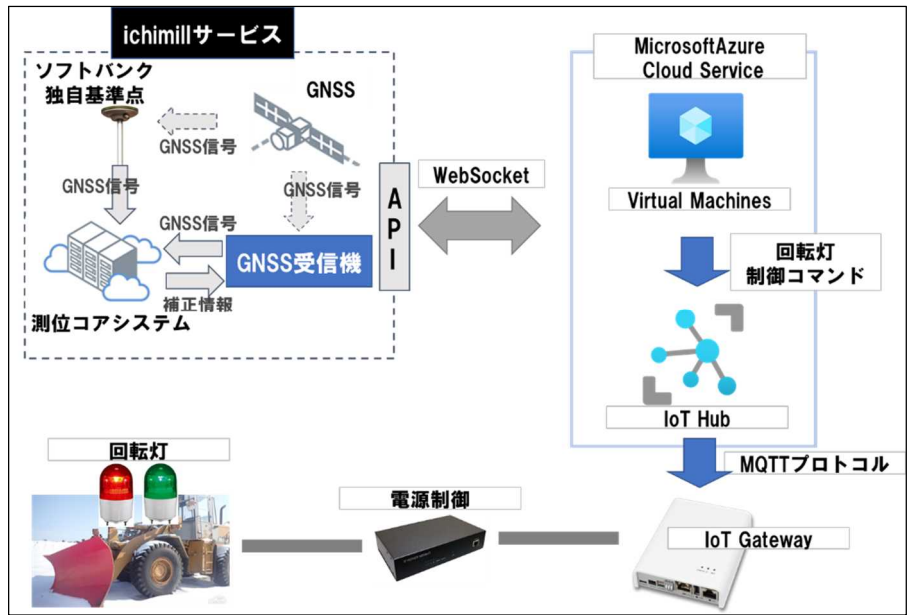 ichimillサービス
ソフトバンク
独自基準点
GNSS
GNSS信号
GNSS信号
GNSS信号
GNSS信号
GNSS受信機
補正情報
測位コアシステム
API
WebSocket
MicrosoftAzure
Cloud Service
Virtual Machines
回転灯
制御コマンド
IoT Hub
MQTTプロトコル
回転灯
電源制御
IoT Gateway